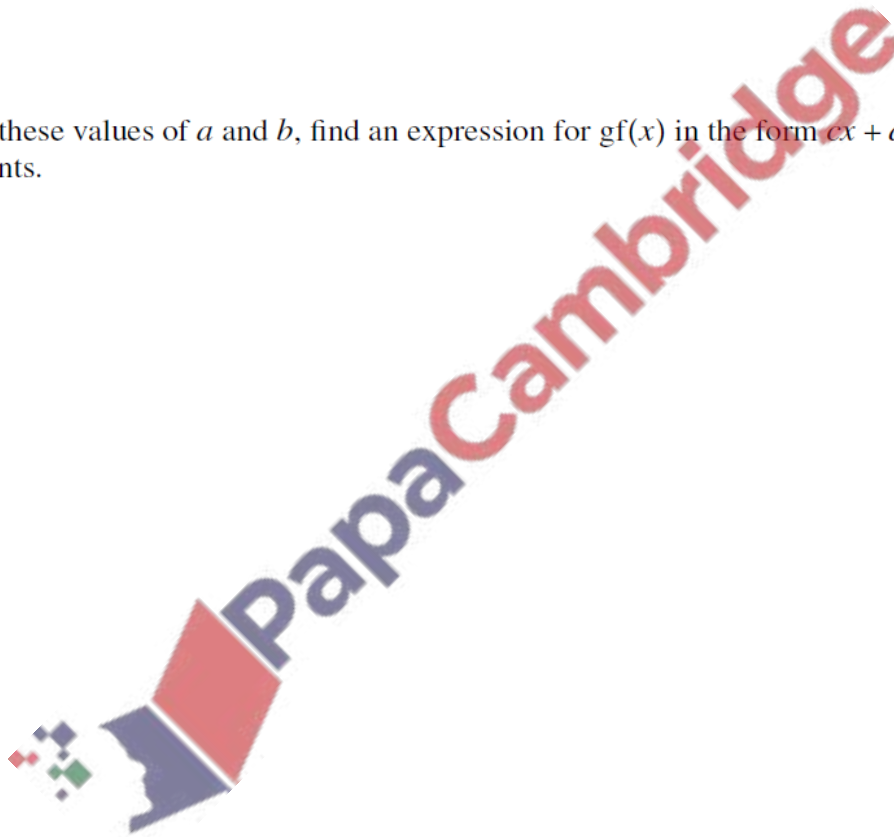 these values of a and b, find an expression for gf(x) in the form cx +
nts.
PapaCambridge